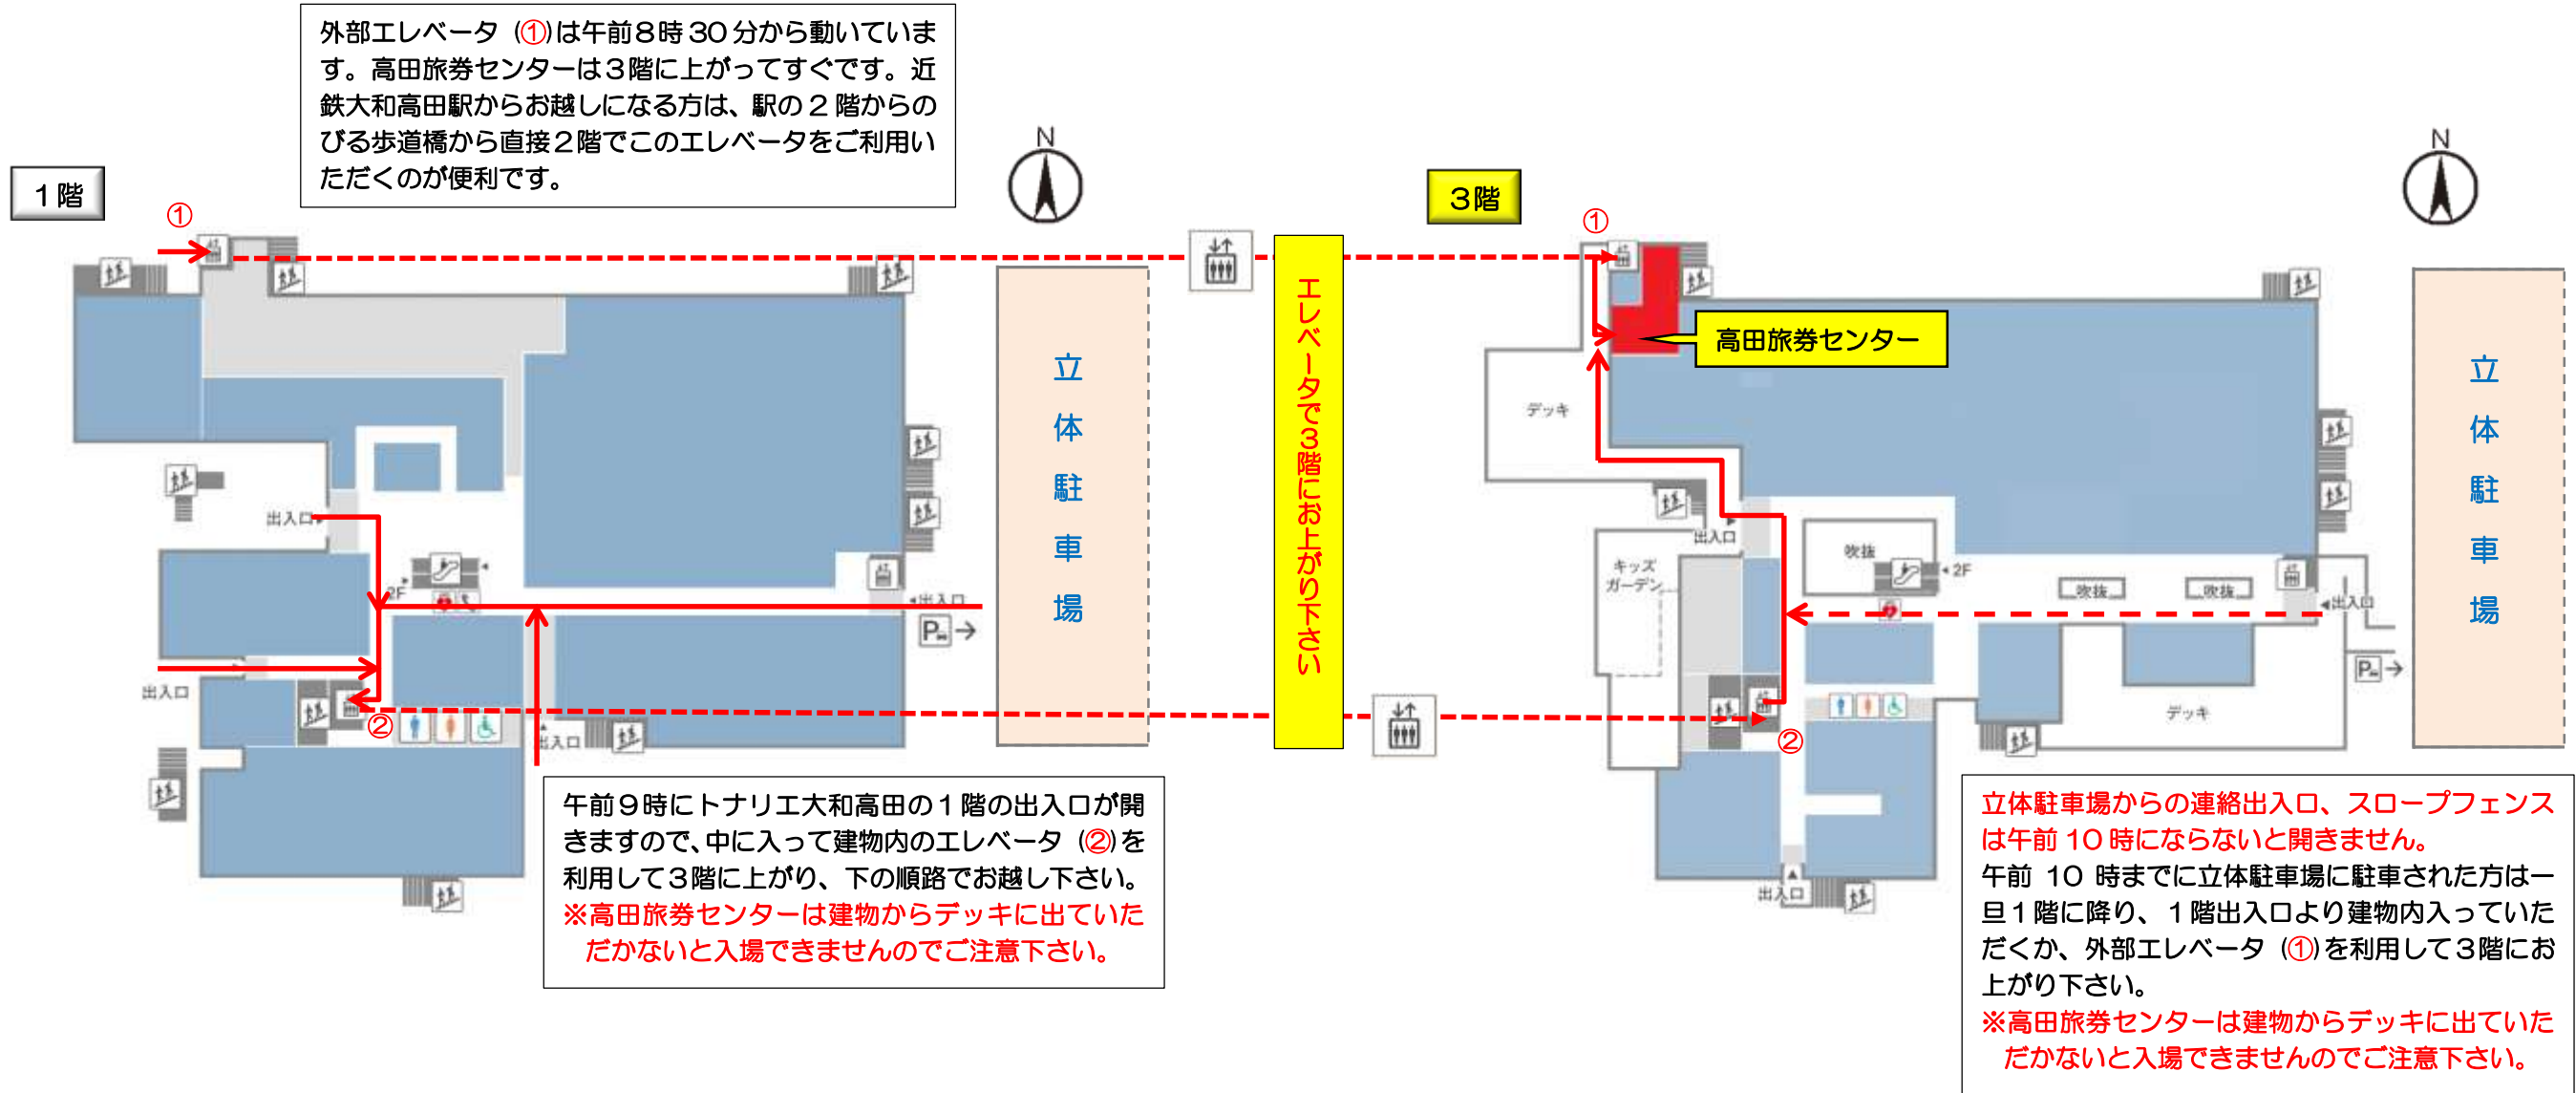 外部エレベータ（①）は午前８時30分から動いていま
す。高田旅券センターは３階に上がってすぐです。近
鉄大和高田駅からお越しになる方は、駅の２階からの
びる歩道橋から直接２階でこのエレベータをご利用い
ただくのが便利です。
１階
①
N
出入口
2F
出入口
P
出入口
②
出入口
立体駐車場
エレベータで３階にお上がり下さい
午前９時にトナリエ大和高田の１階の出入口が開
きますので、中に入って建物内のエレベータ（②）を
利用して３階に上がり、下の順路でお越し下さい。
※高田旅券センターは建物からデッキに出ていた
だかないと入場できませんのでご注意下さい。
３階
①
N
高田旅券センター
デッキ
出入口
キッズ
ガーデン
吹抜
2F
吹抜
吹抜
出入口
P
デッキ
②
出入口
立体駐車場
立体駐車場からの連絡出入口、スロープフェンス
は午前10時にならないと開きません。
午前 10 時までに立体駐車場に駐車された方は一
旦１階に降り、１階出入口より建物内入っていた
だくか、外部エレベータ（①）を利用して３階にお
上がり下さい。
※高田旅券センターは建物からデッキに出ていた
だかないと入場できませんのでご注意下さい。